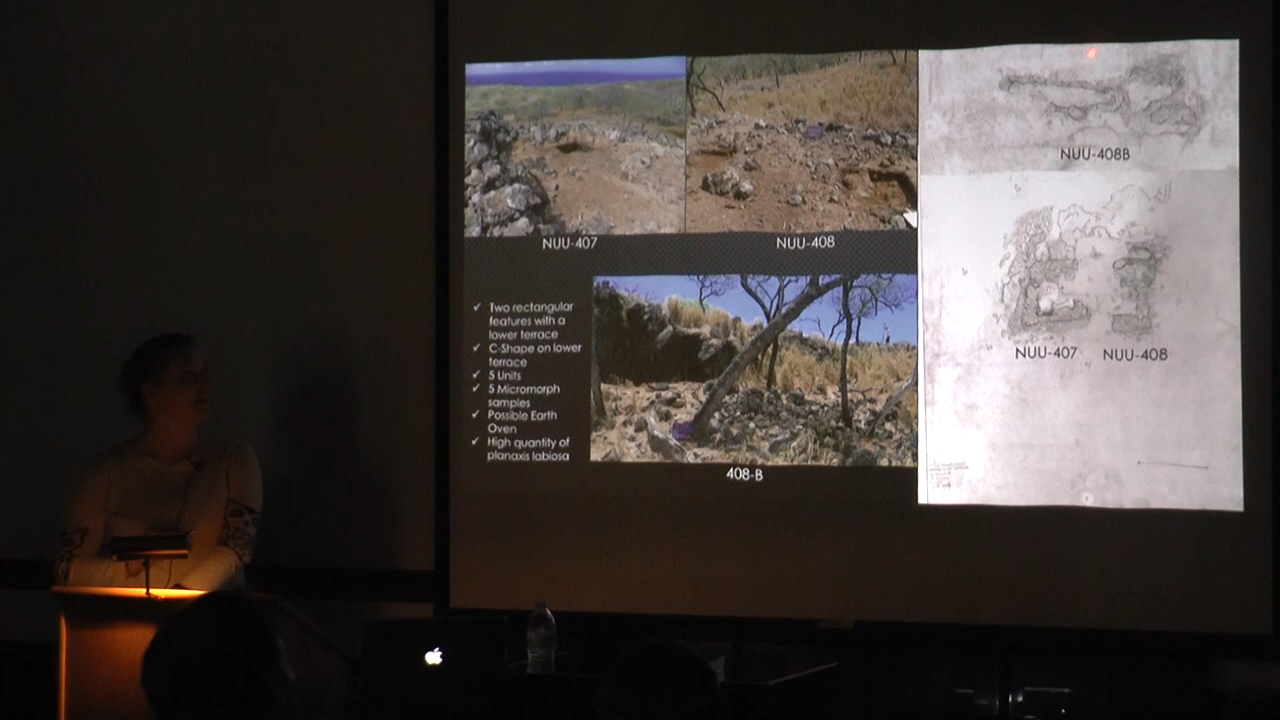 NUU-407
NUU-408
✓ Two rectangular
features with a
lower terrace
✓ C-Shape on lower
terrace
✓ 5 Units
✓ 5 Micromorph
samples
✓ Possible Earth
Oven
✓ High quantity of
planaxis labiosa
408-B
NUU-408B
NUU-407
NUU-408